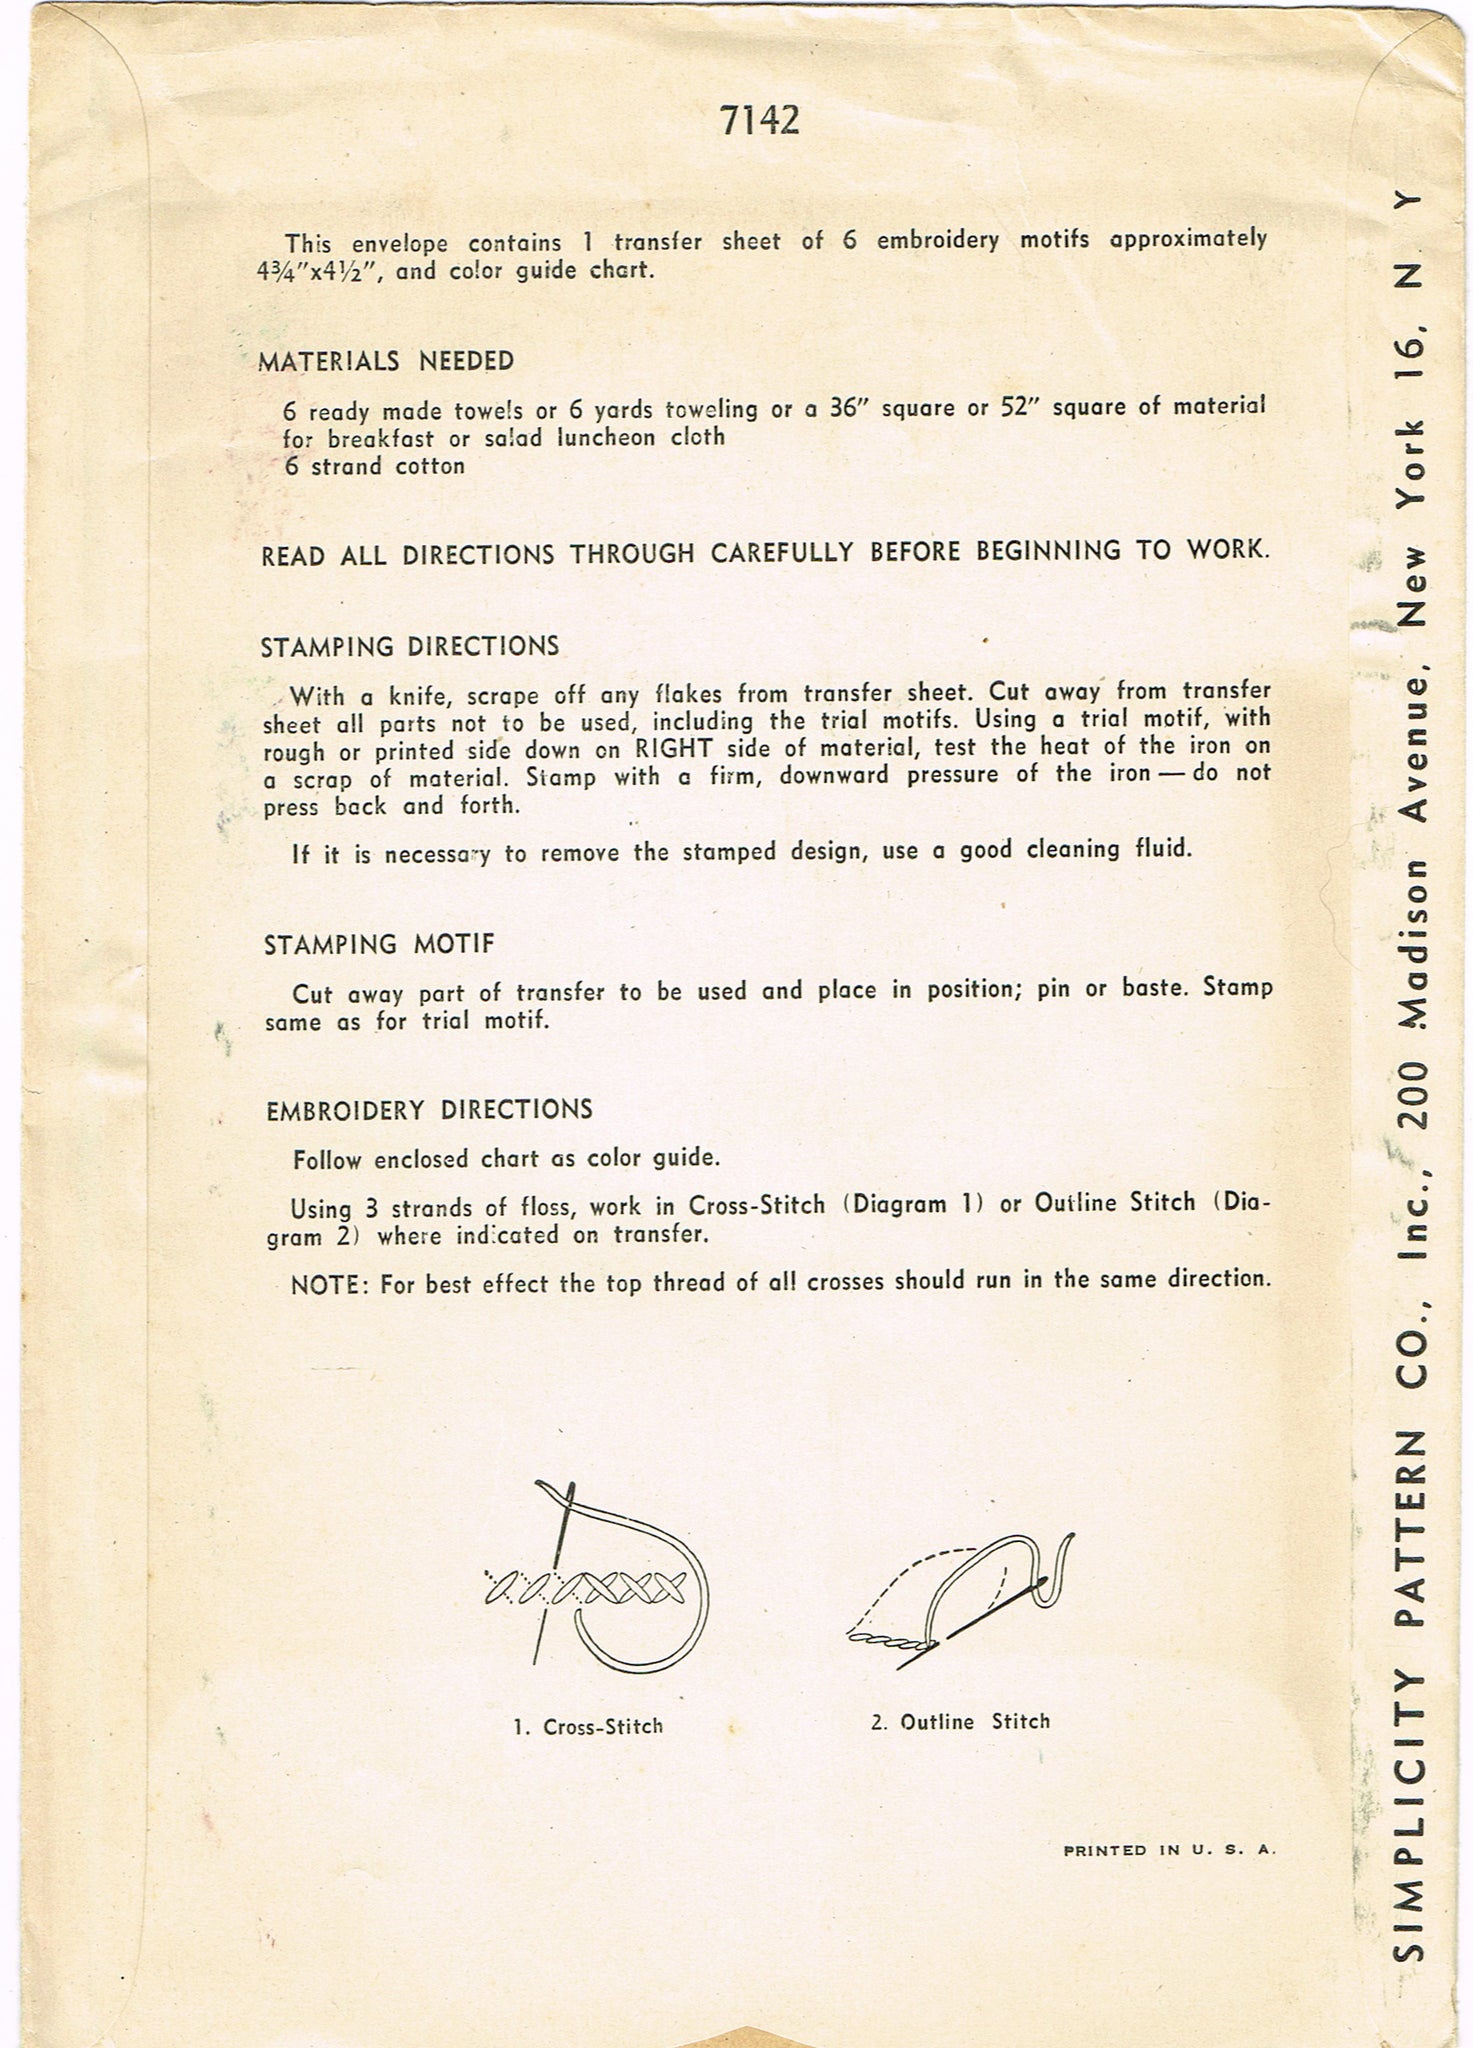 7142
This envelope contains 1 transfer sheet of 6 embroidery motifs approximately
4¾"x4½", and color guide chart.
MATERIALS NEEDED
6 ready made towels or 6 yards toweling or a 36" square or 52" square of material
for breakfast or salad luncheon cloth
6 strand cotton
READ ALL DIRECTIONS THROUGH CAREFULLY BEFORE BEGINNING TO WORK.
STAMPING DIRECTIONS
With a knife, scrape off any flakes from transfer sheet. Cut away from transfer
sheet all parts not to be used, including the trial motifs. Using a trial motif, with
rough or printed side down on RIGHT side of material, test the heat of the iron on
a scrap of material. Stamp with a firm, downward pressure of the iron — do not
press back and forth.
If it is necessary to remove the stamped design, use a good cleaning fluid.
STAMPING MOTIF
Cut away part of transfer to be used and place in position; pin or baste. Stamp
same as for trial motif.
EMBROIDERY DIRECTIONS
Follow enclosed chart as color guide.
Using 3 strands of floss, work in Cross-Stitch (Diagram 1) or Outline Stitch (Dia-
gram 2) where indicated on transfer.
NOTE: For best effect the top thread of all crosses should run in the same direction.
1. Cross-Stitch
2. Outline Stitch
PRINTED IN U. S. A.
SIMPLICITY PATTERN CO., Inc., 200 Madison Avenue, New York 16, N Y